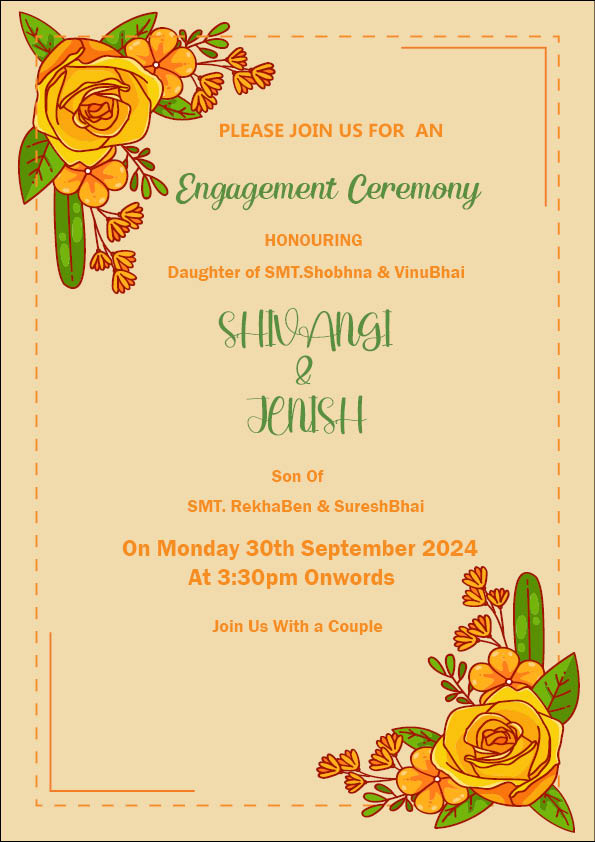 PLEASE JOIN US FOR AN
Engagement Ceremony
HONOURING
Daughter of SMT.Shobhna & VinuBhai
SHIVANGI
&
JENISH
Son Of
SMT. RekhaBen & SureshBhai
On Monday 30th September 2024
At 3:30pm Onwords
Join Us With a Couple